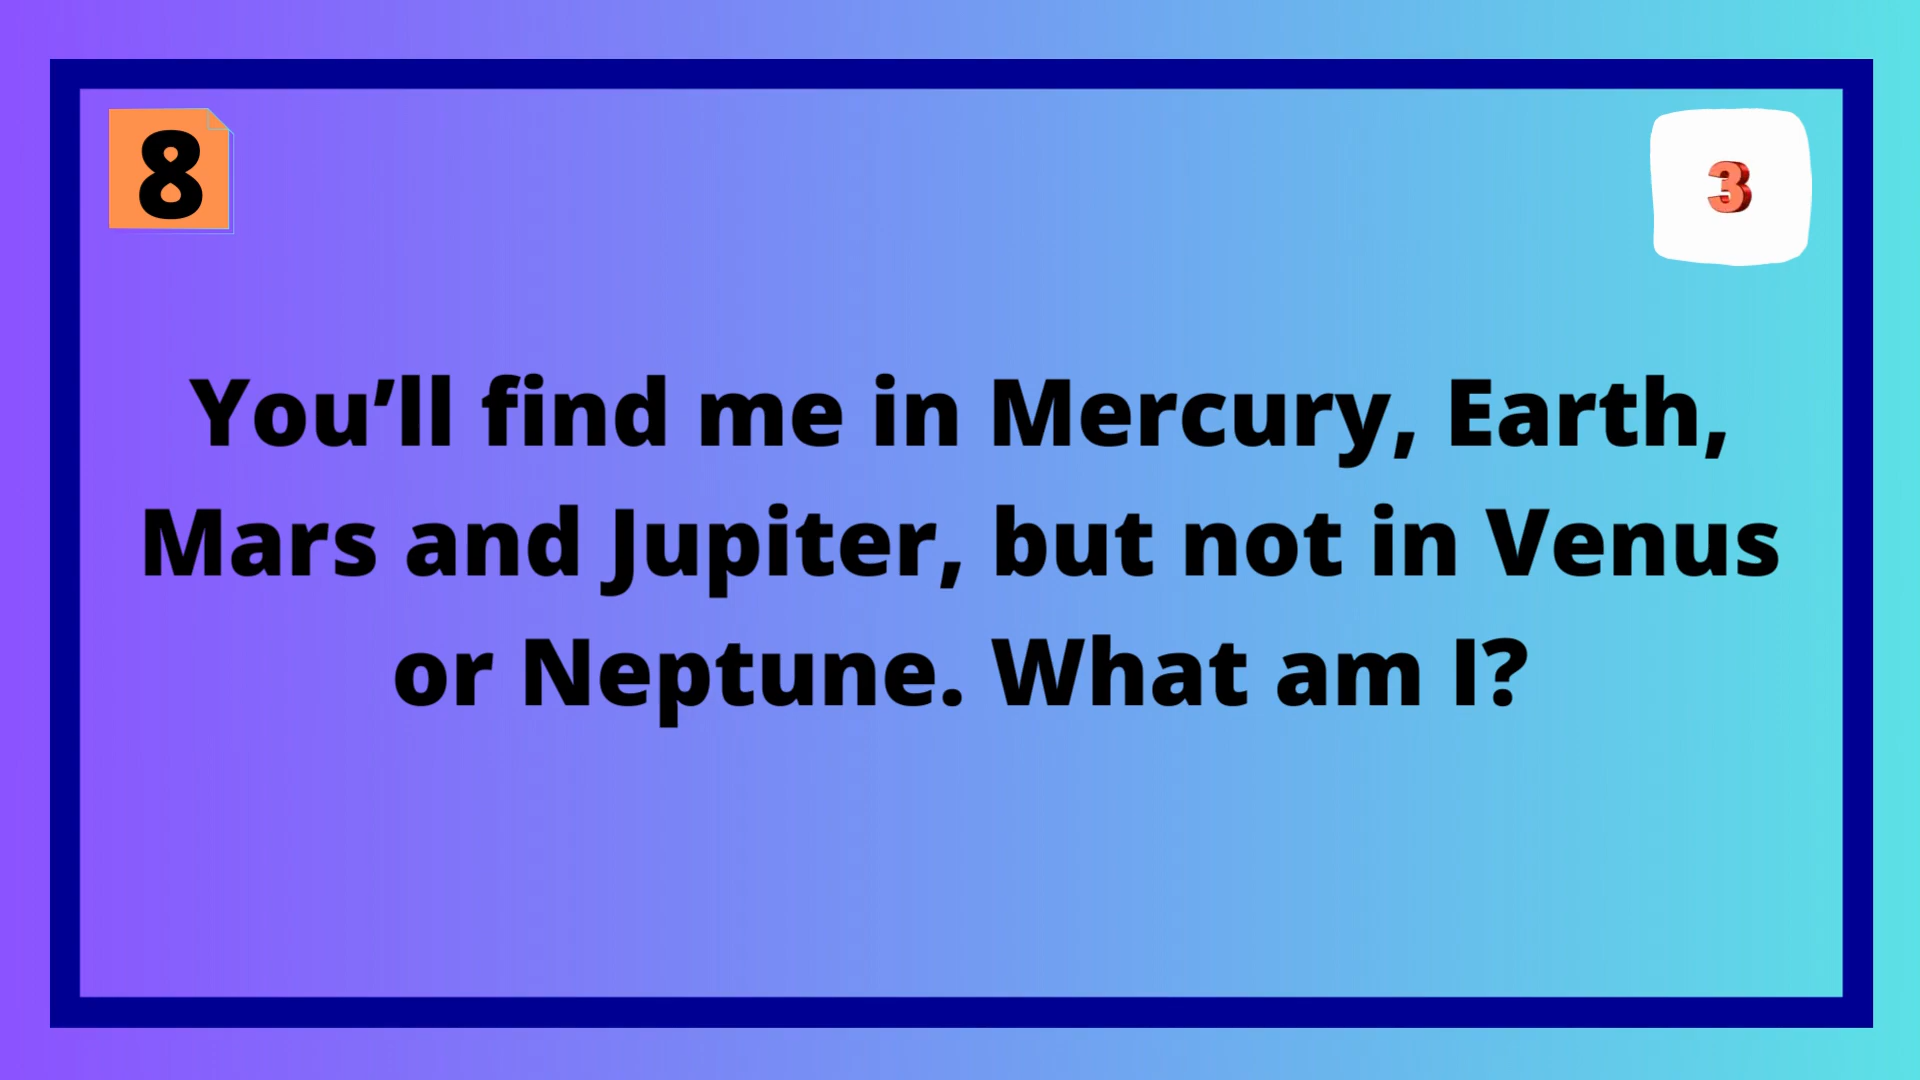 8
3
You’ll find me in Mercury, Earth,
Mars and Jupiter, but not in Venus
or Neptune. What am I?